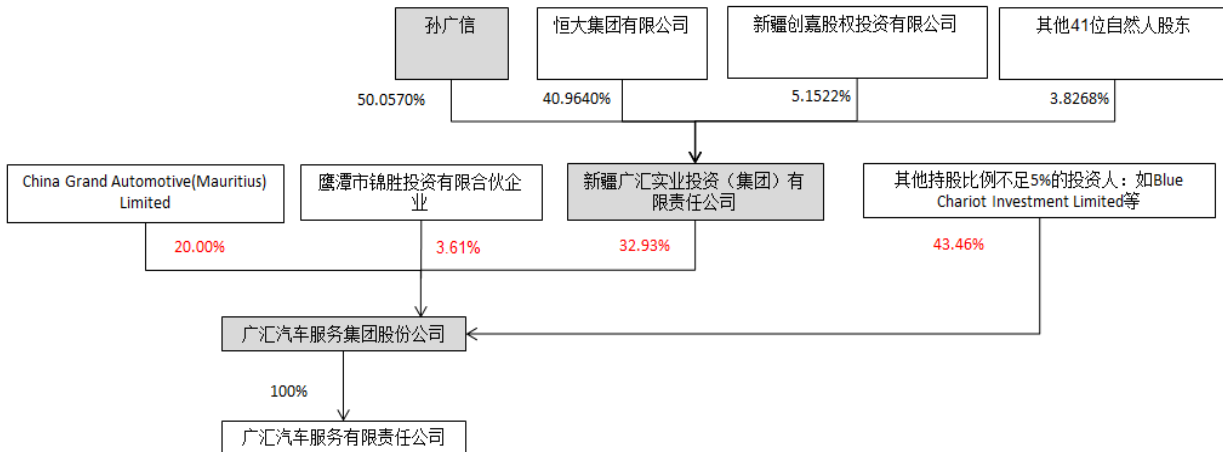 孙广信
恒大集团有限公司
新疆创嘉股权投资有限公司
其他41位自然人股东
50.0570%
40.9640%
5.1522%
3.8268%
China Grand Automotive(Mauritius)
Limited
鹰潭市锦胜投资有限合伙企
业
新疆广汇实业投资（集团）有
限责任公司
其他持股比例不足5%的投资人：如Blue
Chariot Investment Limited等
20.00%
3.61%
32.93%
43.46%
广汇汽车服务集团股份公司
100%
广汇汽车服务有限责任公司